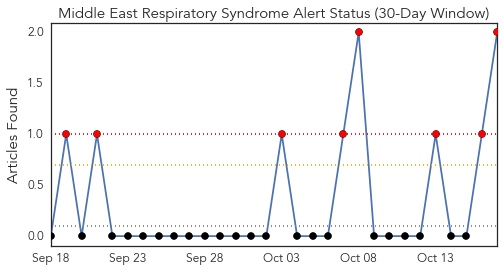 Middle East Respiratory Syndrome Alert Status (30-Day Window)
Articles Found
2.0
1.5
1.0
0.5
0.0
Sep 18 Sep 23 Sep 28 Oct 03 Oct 08 Oct 13